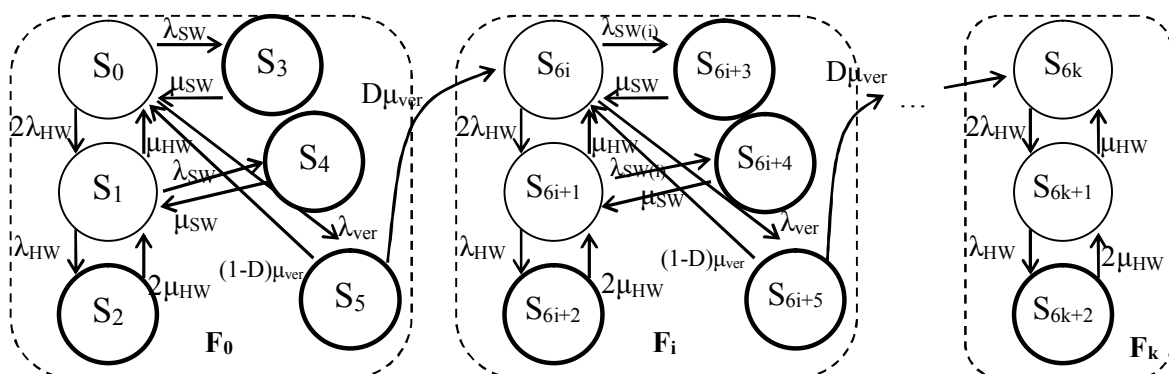 S0
λSW
S3
μSW
2λHW
μHW
S4
λSW
S1
μSW
λver
λHW
(1-D)μver
2μHW
S2
S5
F0
Dμver
S6i
λSW(i)
S6i+3
μSW
2λHW
μHW
S6i+4
λSW(i)
S6i+1
μSW
λver
λHW
(1-D)μver
2μHW
S6i+2
S6i+5
Fi
Dμver
...
S6k
2λHW
μHW
S6k+1
λHW
2μHW
S6k+2
Fk